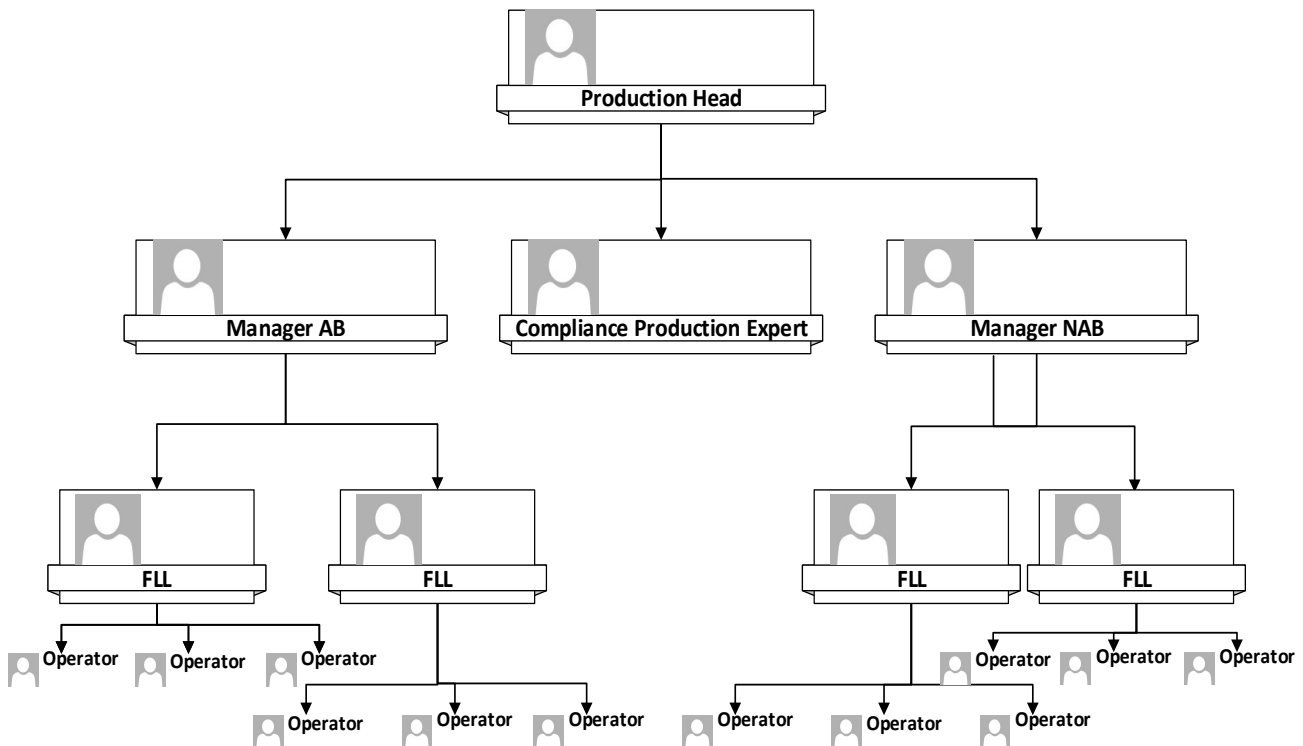 Production Head
Manager AB
Compliance Production Expert
Manager NAB
FLL
FLL
FLL
FLL
Operator
Operator
Operator
Operator
Operator
Operator
Operator
Operator
Operator
Operator
Operator
Operator